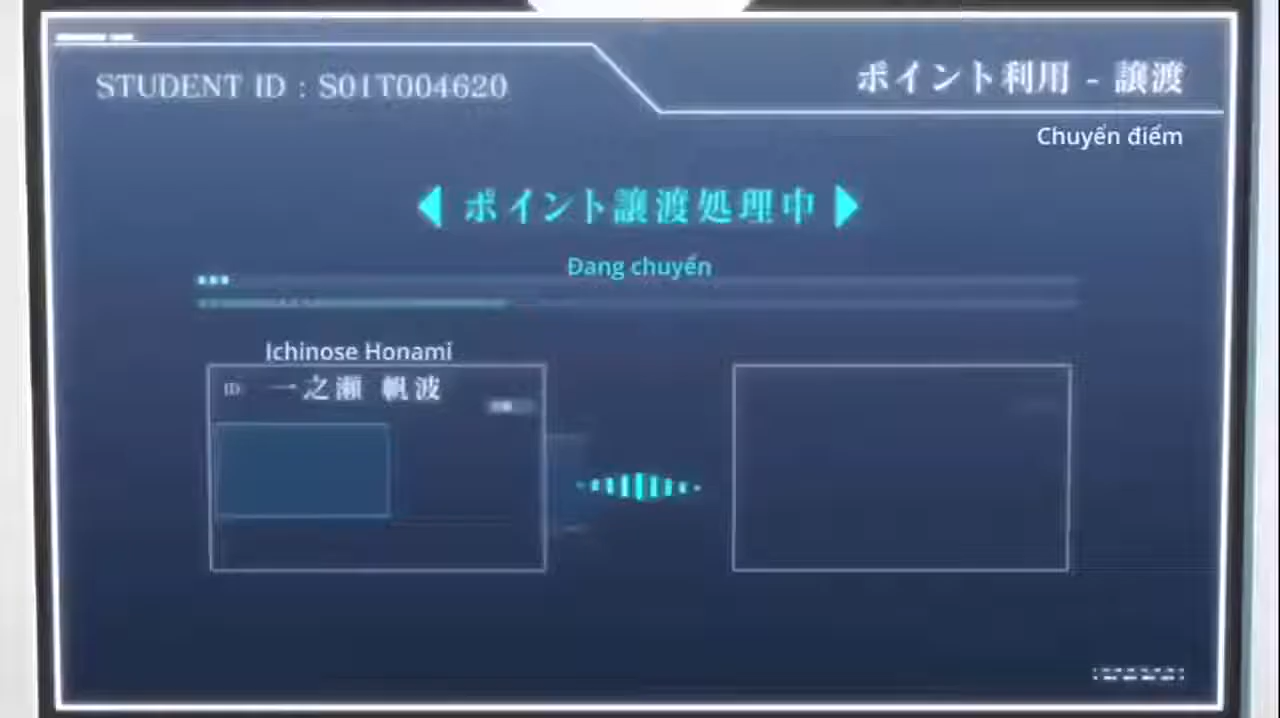 STUDENT ID : S01T004620
ポイント利用 - 譲渡
Chuyển điểm
ポイント譲渡処理中
Đang chuyển
Ichinose Honami
ID 一之瀬 帆波